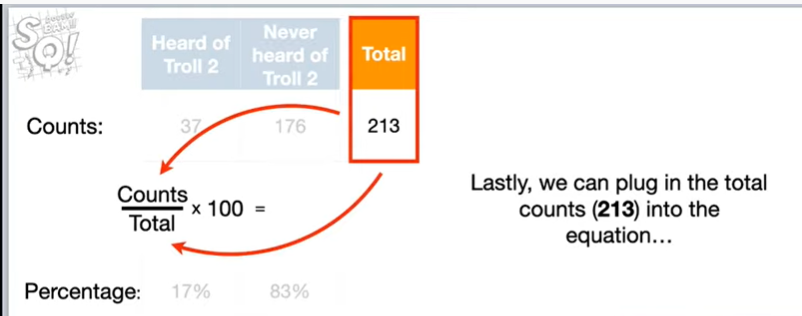 Heard of
Troll 2
Never
heard of
Troll 2
Total
Counts: 37 176 213
Counts
Total
x 100 =
Lastly, we can plug in the total
counts (213) into the
equation...
Percentage: 17% 83%